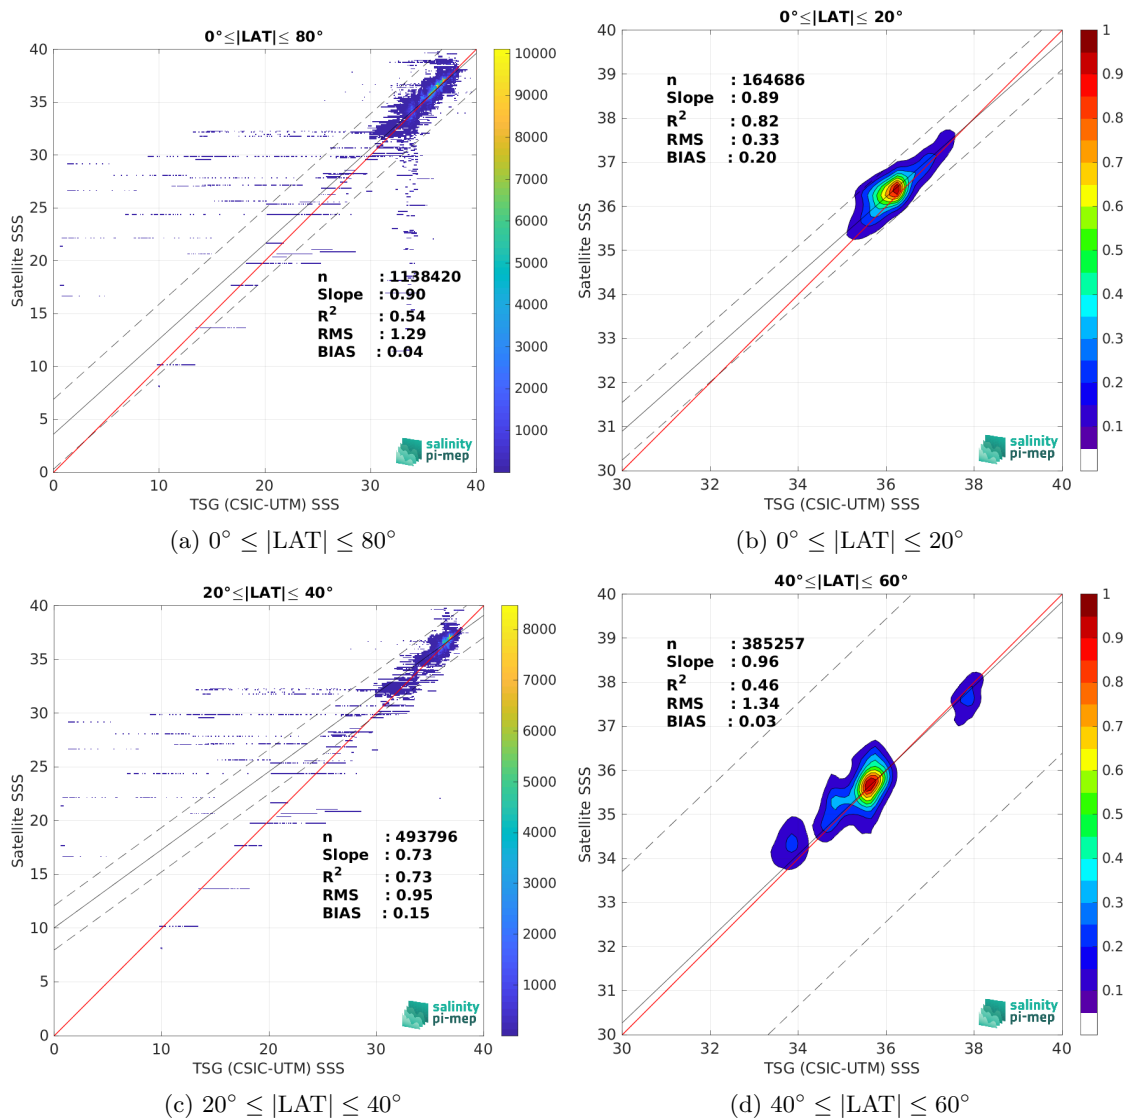 0°≤|LAT|≤ 80°
40
35
30
25
20
15
10
5
0
Satellite SSS
n : 1138420
Slope : 0.90
R² : 0.54
RMS : 1.29
BIAS : 0.04
salinity
pi-mep
0 10 20 30 40
TSG (CSIC-UTM) SSS
10000
9000
8000
7000
6000
5000
4000
3000
2000
1000
(a) 0° ≤ |LAT| ≤ 80°
0°≤|LAT|≤ 20°
40
39
38
37
36
35
34
33
32
31
30
Satellite SSS
n : 164686
Slope : 0.89
R² : 0.82
RMS : 0.33
BIAS : 0.20
salinity
pi-mep
30 32 34 36 38 40
TSG (CSIC-UTM) SSS
1
0.9
0.8
0.7
0.6
0.5
0.4
0.3
0.2
0.1
(b) 0° ≤ |LAT| ≤ 20°
20°≤|LAT|≤ 40°
40
35
30
25
20
15
10
5
0
Satellite SSS
n : 493796
Slope : 0.73
R² : 0.73
RMS : 0.95
BIAS : 0.15
salinity
pi-mep
0 10 20 30 40
TSG (CSIC-UTM) SSS
8000
7000
6000
5000
4000
3000
2000
1000
(c) 20° ≤ |LAT| ≤ 40°
40°≤|LAT|≤ 60°
40
39
38
37
36
35
34
33
32
31
30
Satellite SSS
n : 385257
Slope : 0.96
R² : 0.46
RMS : 1.34
BIAS : 0.03
salinity
pi-mep
30 32 34 36 38 40
TSG (CSIC-UTM) SSS
1
0.9
0.8
0.7
0.6
0.5
0.4
0.3
0.2
0.1
(d) 40° ≤ |LAT| ≤ 60°